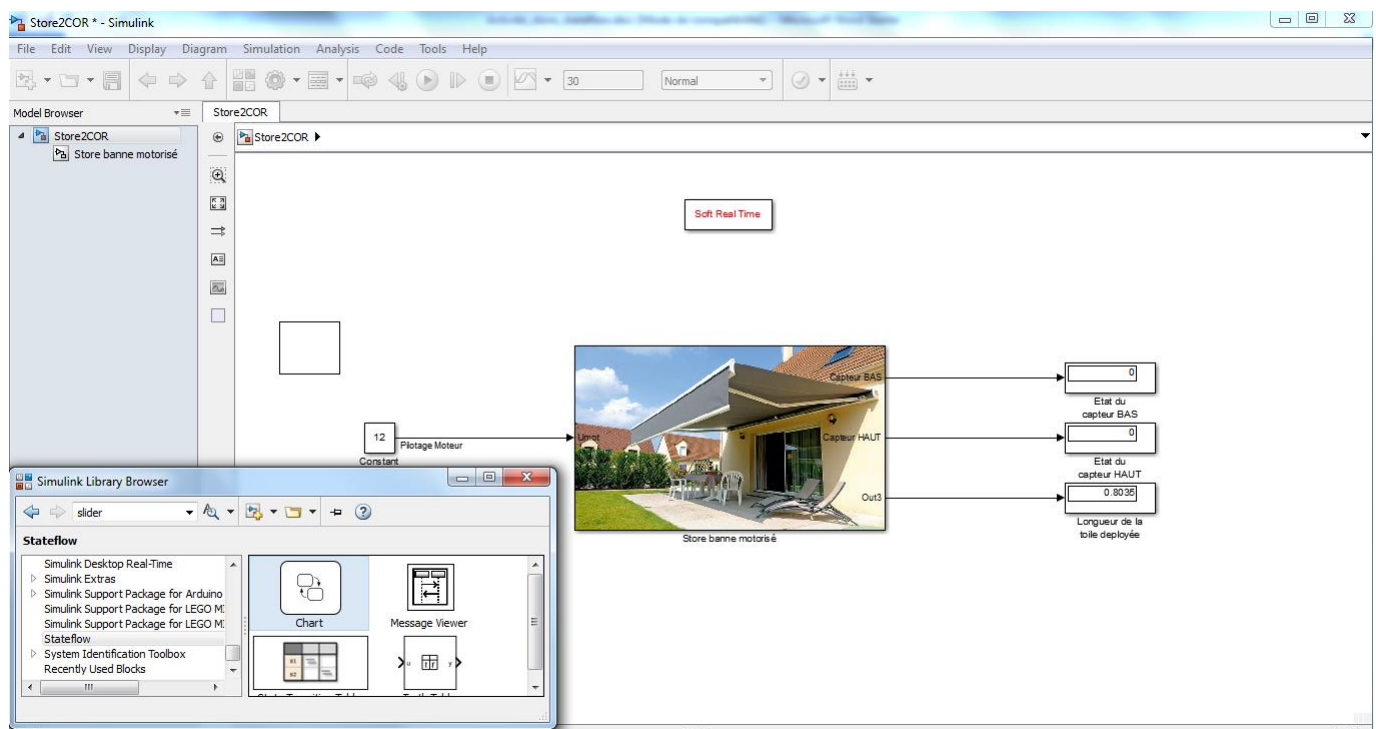 Store2COR * - Simulink
File Edit View Display Diagram Simulation Analysis Code Tools Help
30
Normal
Model Browser
Store2COR
Store2COR
Store banne motorisé
Store2COR
Soft Real Time
12
Constant
Pilotage Moteur
Umot
Capteur BAS
Capteur HAUT
Out3
Store banne motorisé
0
Etat du
capteur BAS
0
Etat du
capteur HAUT
0.8035
Longueur de la
toile deployée
Simulink Library Browser
slider
Stateflow
Simulink Desktop Real-Time
Simulink Extras
Simulink Support Package for Arduino
Simulink Support Package for LEGO
Simulink Support Package for LEGO
Stateflow
System Identification Toolbox
Recently Used Blocks
Chart
Message Viewer